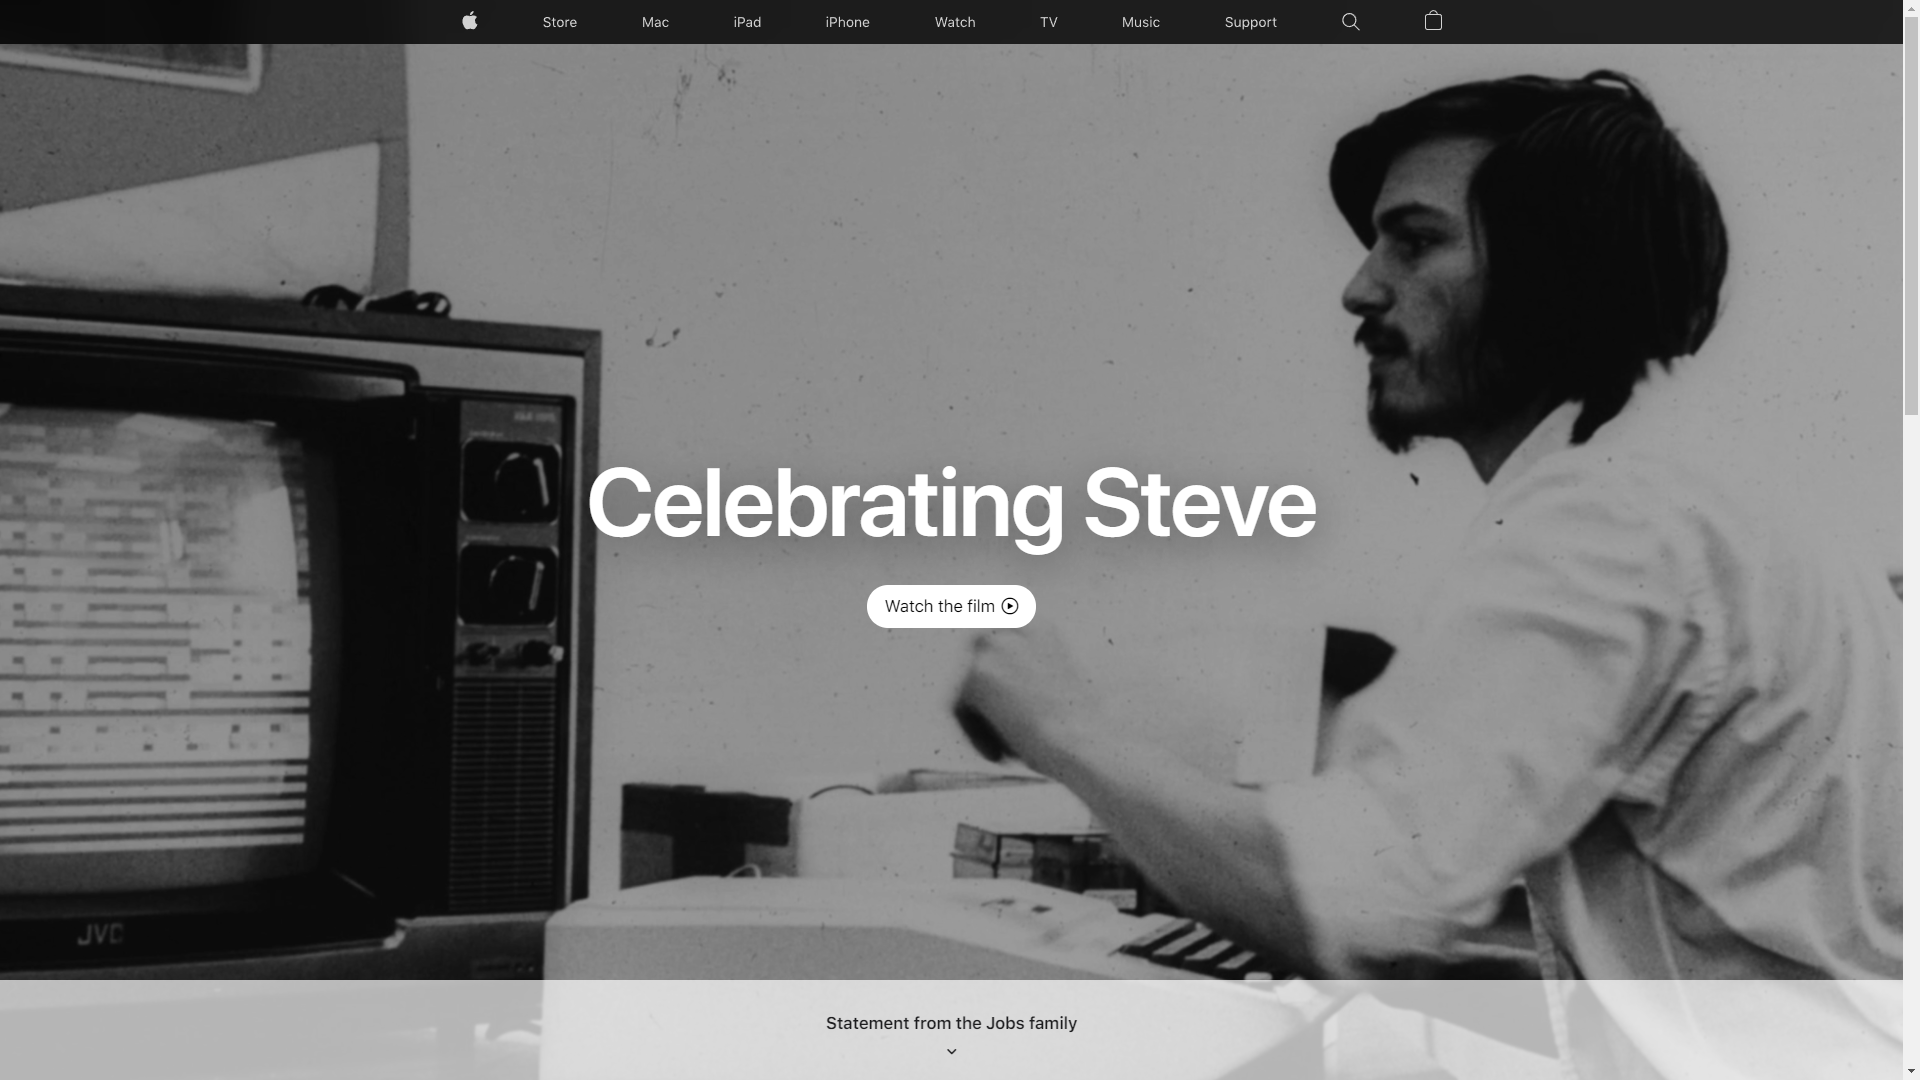 Store Mac iPad iPhone Watch TV Music Support
Celebrating Steve
Watch the film
JVC
Statement from the Jobs family